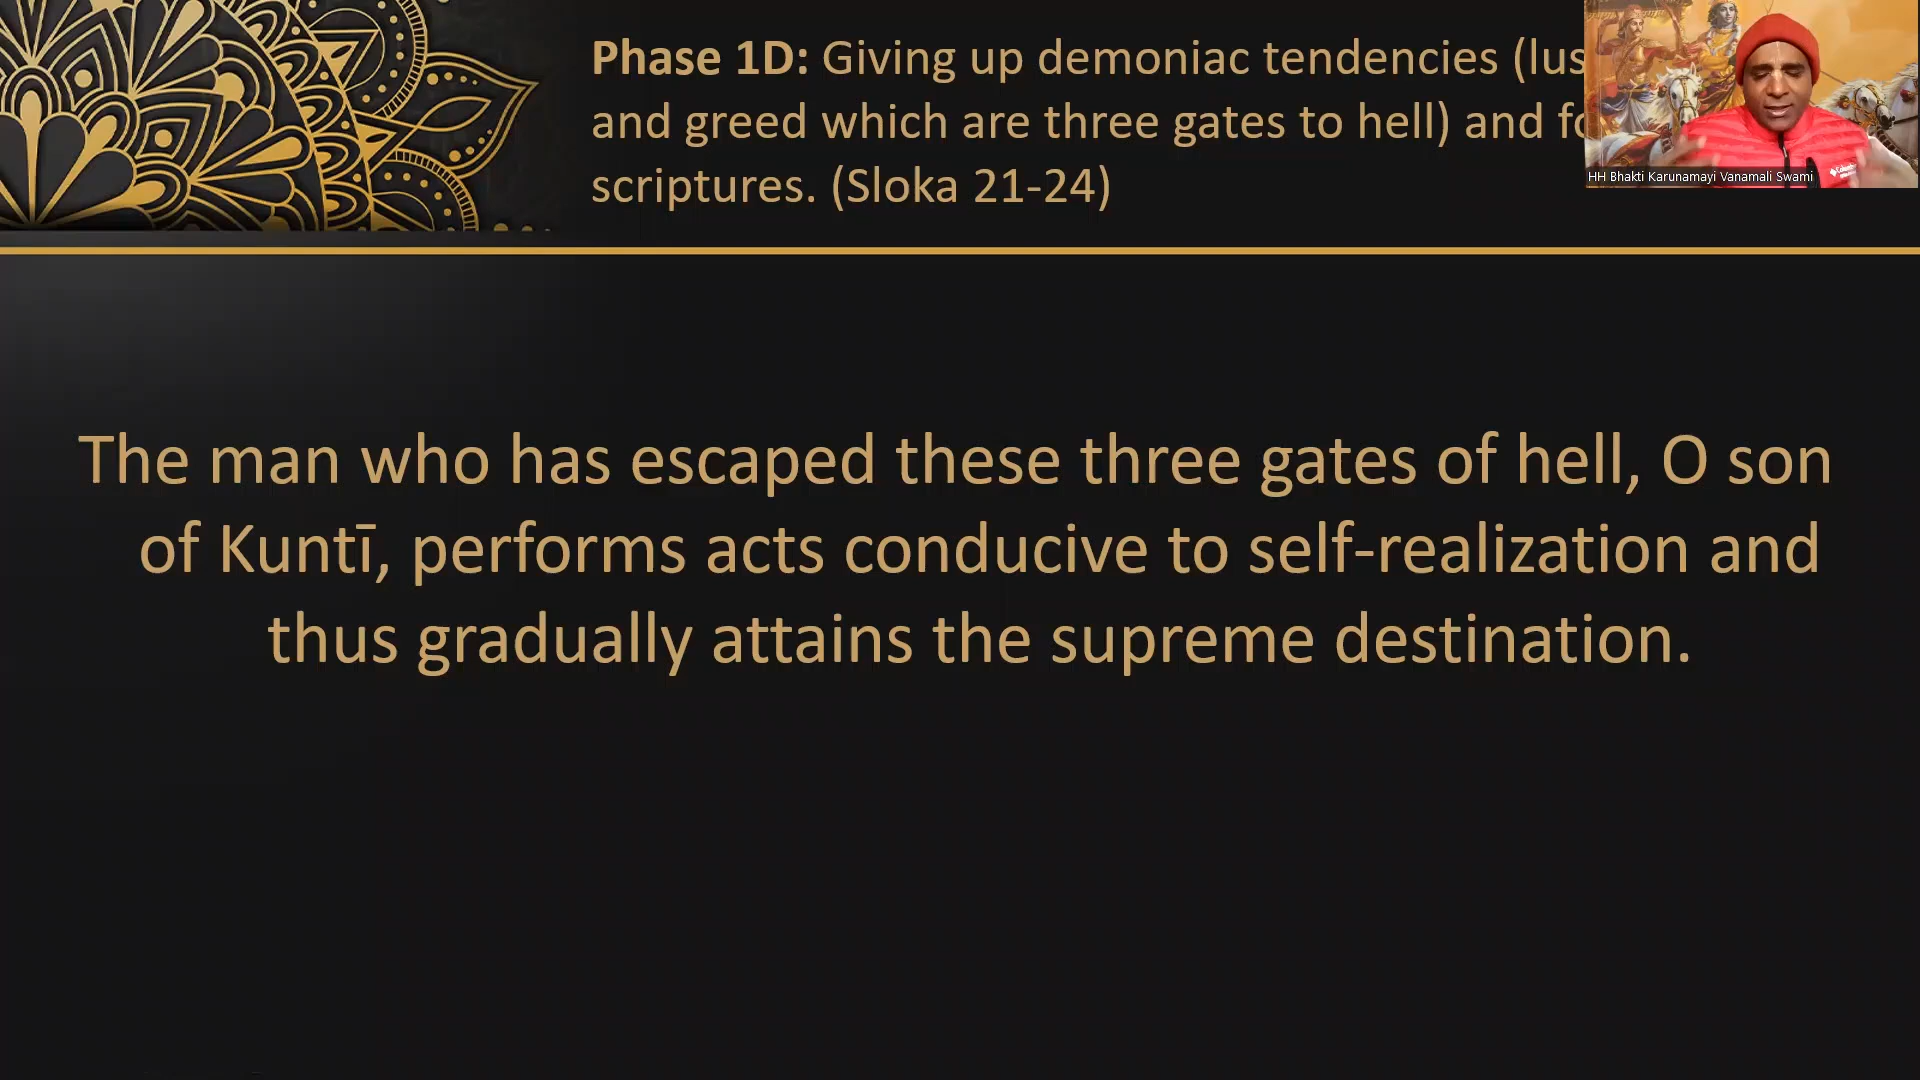 Phase 1D: Giving up demoniac tendencies (lus
and greed which are three gates to hell) and fo
scriptures. (Sloka 21-24)
HH Bhakti Karunamayi Vanamali Swami
The man who has escaped these three gates of hell, O son
of Kuntī, performs acts conducive to self-realization and
thus gradually attains the supreme destination.